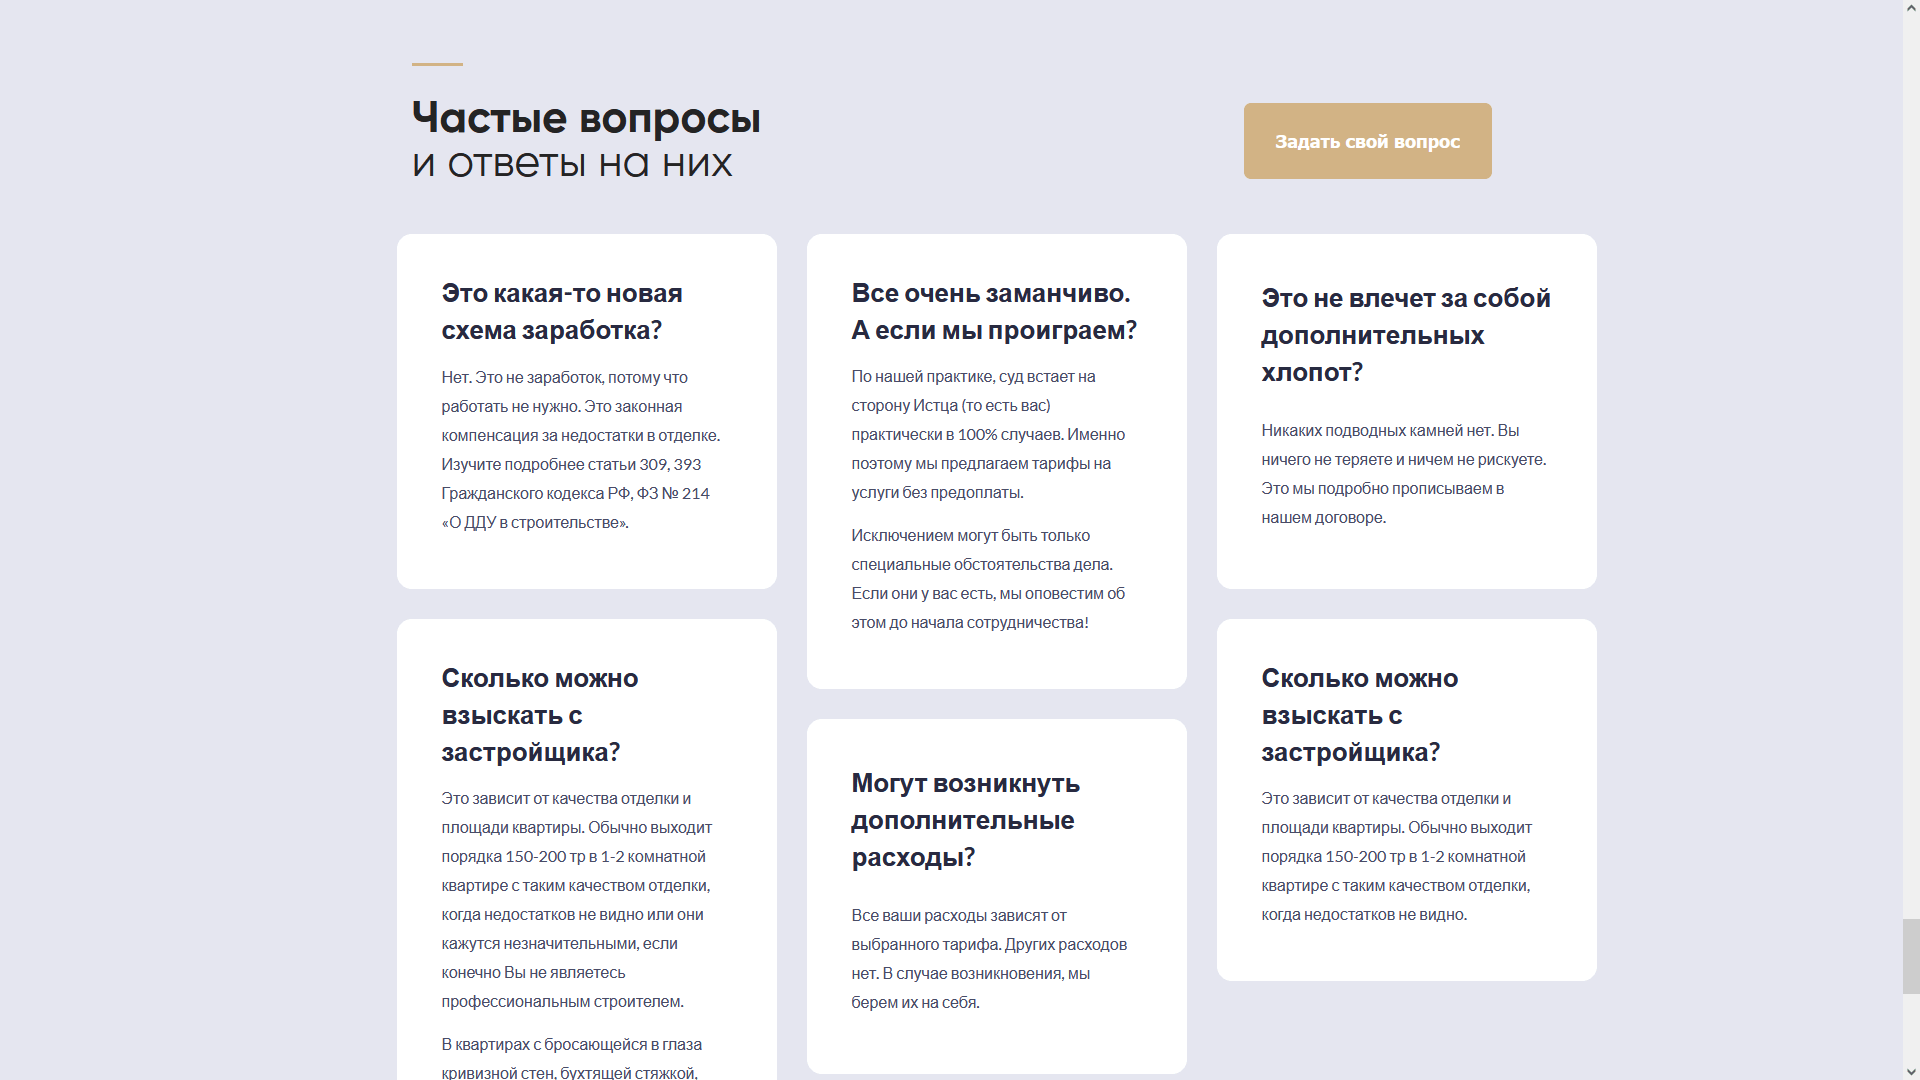 Частые вопросы
и ответы на них
Задать свой вопрос
Это какая-то новая
схема заработка?
Нет. Это не заработок, потому что
работать не нужно. Это законная
компенсация за недостатки в отделке.
Изучите подробнее статьи 309, 393
Гражданского кодекса РФ, ФЗ № 214
«О ДДУ в строительстве».
Все очень заманчиво.
А если мы проиграем?
По нашей практике, суд встает на
сторону Истца (то есть вас)
практически в 100% случаев. Именно
поэтому мы предлагаем тарифы на
услуги без предоплаты.
Исключением могут быть только
специальные обстоятельства дела.
Если они у вас есть, мы оповестим об
этом до начала сотрудничества!
Это не влечет за собой
дополнительных
хлопот?
Никаких подводных камней нет. Вы
ничего не теряете и ничем не рискуете.
Это мы подробно прописываем в
нашем договоре.
Сколько можно
взыскать с
застройщика?
Это зависит от качества отделки и
площади квартиры. Обычно выходит
порядка 150-200 тр в 1-2 комнатной
квартире с таким качеством отделки,
когда недостатков не видно или они
кажутся незначительными, если
конечно Вы не являетесь
профессиональным строителем.
В квартирах с бросающейся в глаза
кривизной стен, бухтящей стяжкой,
Могут возникнуть
дополнительные
расходы?
Все ваши расходы зависят от
выбранного тарифа. Других расходов
нет. В случае возникновения, мы
берем их на себя.
Сколько можно
взыскать с
застройщика?
Это зависит от качества отделки и
площади квартиры. Обычно выходит
порядка 150-200 тр в 1-2 комнатной
квартире с таким качеством отделки,
когда недостатков не видно.